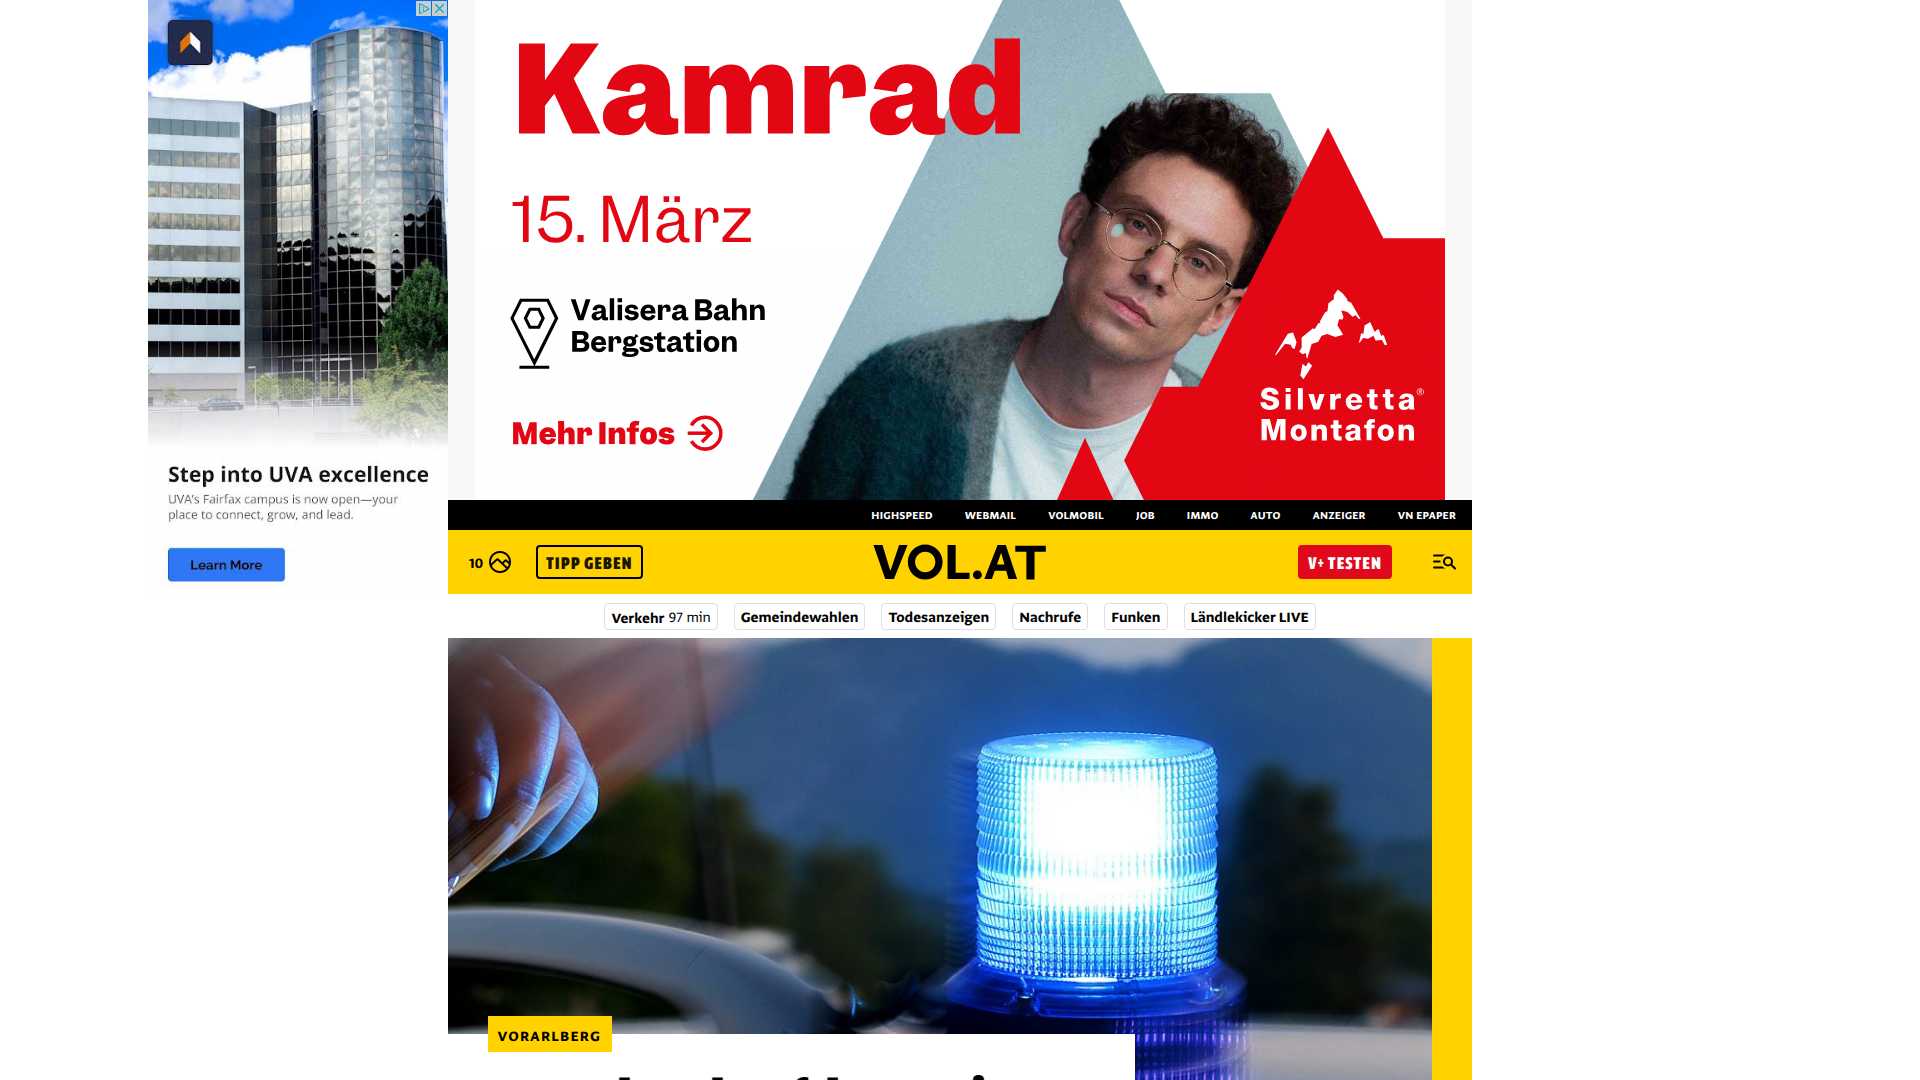 Step into UVA excellence
UVA's Fairfax campus is now open—your
place to connect, grow, and lead.
Learn More
Kamrad
15. März
Valisera Bahn
Bergstation
Mehr Infos
Silvretta®
Montafon
HIGHSPEED WEBMAIL VOLMOBIL JOB IMMO AUTO ANZEIGER VN EPAPER
10 TIPP GEBEN VOL.AT V+ TESTEN
Verkehr 97 min Gemeindewahlen Todesanzeigen Nachrufe Funken Ländlekicker LIVE
VORARLBERG